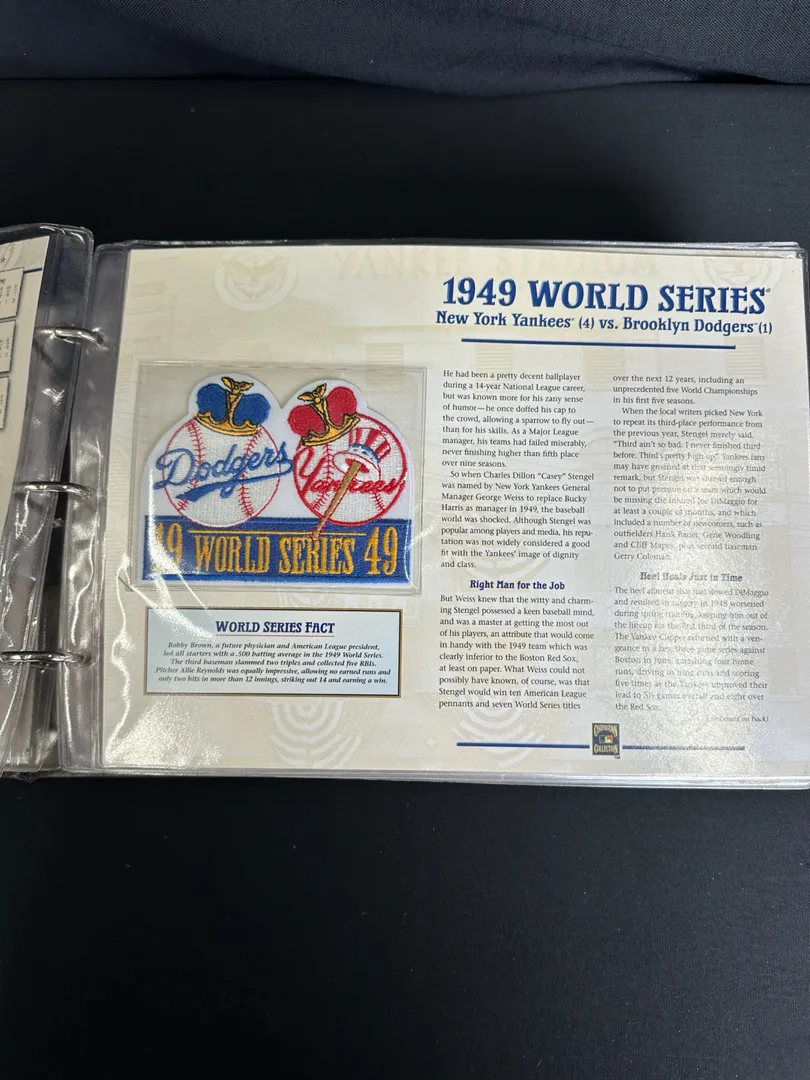 YANKEE STADIUM
1949 WORLD SERIES®
New York Yankees® (4) vs. Brooklyn Dodgers™(1)
Dodgers
Yankees
19 WORLD SERIES 49
WORLD SERIES FACT
Bobby Brown, a future physician and American League president,
led all starters with a .500 batting average in the 1949 World Series.
The third baseman slammed two triples and collected five RBIs.
Pitcher Allie Reynolds was equally impressive, allowing no earned runs and
only two hits in more than 12 innings, striking out 14 and earning a win.
He had been a pretty decent ballplayer
during a 14-year National League career,
but was known more for his zany sense
of humor—he once doffed his cap to
the crowd, allowing a sparrow to fly out—
than for his skills. As a Major League
manager, his teams had failed miserably,
never finishing higher than fifth place
over nine seasons.
So when Charles Dillon "Casey" Stengel
was named by New York Yankees General
Manager George Weiss to replace Bucky
Harris as manager in 1949, the baseball
world was shocked. Although Stengel was
popular among players and media, his repu-
tation was not widely considered a good
fit with the Yankees' image of dignity
and class.
Right Man for the Job
But Weiss knew that the witty and charm-
ing Stengel possessed a keen baseball mind,
and was a master at getting the most out
of his players, an attribute that would come
in handy with the 1949 team which was
clearly inferior to the Boston Red Sox,
at least on paper. What Weiss could not
possibly have known, of course, was that
Stengel would win ten American League
pennants and seven World Series titles
over the next 12 years, including an
unprecedented five World Championships
in his first five seasons.
When the local writers picked New York
to repeat its third-place performance from
the previous year, Stengel merely said,
"Third ain't so bad. I never finished third
before. Third's pretty high up." Yankees fans
may have groaned at that seemingly timid
remark, but Stengel was shrewd enough
not to put pressure on a team which would
be missing the injured Joe DiMaggio for
at least a couple of months, and which
included a number of newcomers, such as
outfielders Hank Bauer, Gene Woodling
and Cliff Mapes, plus second baseman
Gerry Coleman.
Heel Heals Just in Time
The heel ailment that had slowed DiMaggio
and resulted in surgery in 1948 worsened
during spring training, keeping him out of
the lineup for the first third of the season.
The Yankee Clipper returned with a ven-
geance in a key, three-game series against
Boston in June, smashing four home
runs, driving in nine runs and scoring
five times as the Yankees improved their
lead to 5½ games overall and eight over
the Red Sox.
(continued on back)
CHAMPIONS
COLLECTION